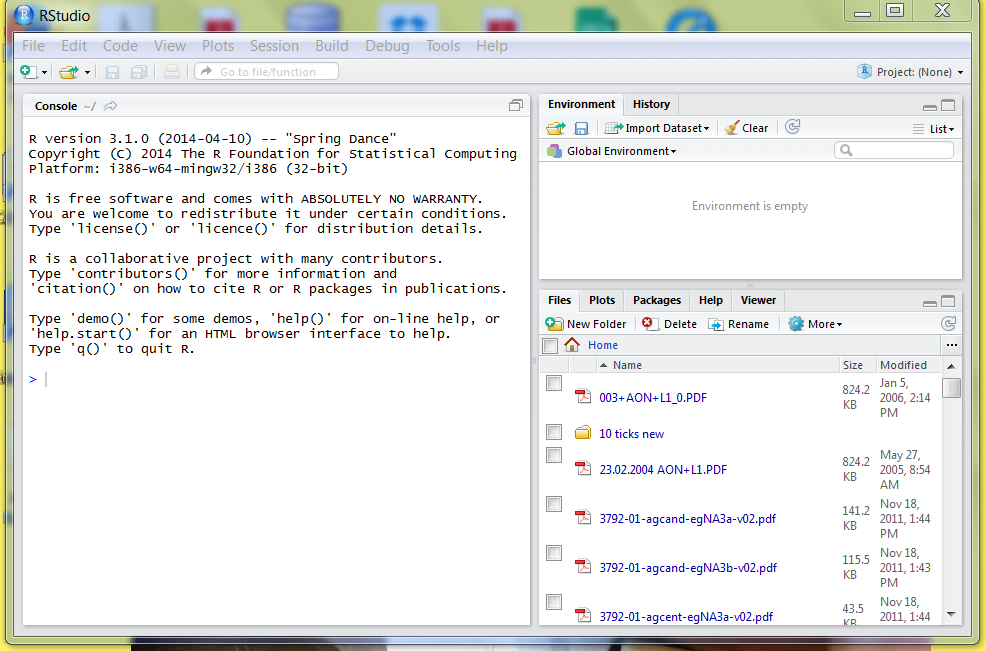 RStudio
File Edit Code View Plots Session Build Debug Tools Help
Go to file/function
Project: (None)
Console ~/
R version 3.1.0 (2014-04-10) -- "Spring Dance"
Copyright (C) 2014 The R Foundation for Statistical Computing
Platform: i386-w64-mingw32/i386 (32-bit)
R is free software and comes with ABSOLUTELY NO WARRANTY.
You are welcome to redistribute it under certain conditions.
Type 'license()' or 'licence()' for distribution details.
R is a collaborative project with many contributors.
Type 'contributors()' for more information and
'citation()' on how to cite R or R packages in publications.
Type 'demo()' for some demos, 'help()' for on-line help, or
'help.start()' for an HTML browser interface to help.
Type 'q()' to quit R.
>
Environment History
Import Dataset Clear List
Global Environment
Environment is empty
Files Plots Packages Help Viewer
New Folder Delete Rename More
Home ...
Name Size Modified
003+AON+L1_0.PDF 824.2 KB Jan 5, 2006, 2:14 PM
10 ticks new
23.02.2004 AON+L1.PDF 824.2 KB May 27, 2005, 8:54 AM
3792-01-agcand-egNA3a-v02.pdf 141.2 KB Nov 18, 2011, 1:44 PM
3792-01-agcand-egNA3b-v02.pdf 115.5 KB Nov 18, 2011, 1:43 PM
3792-01-agcent-egNA3a-v02.pdf 43.5 KB Nov 18, 2011, 1:44